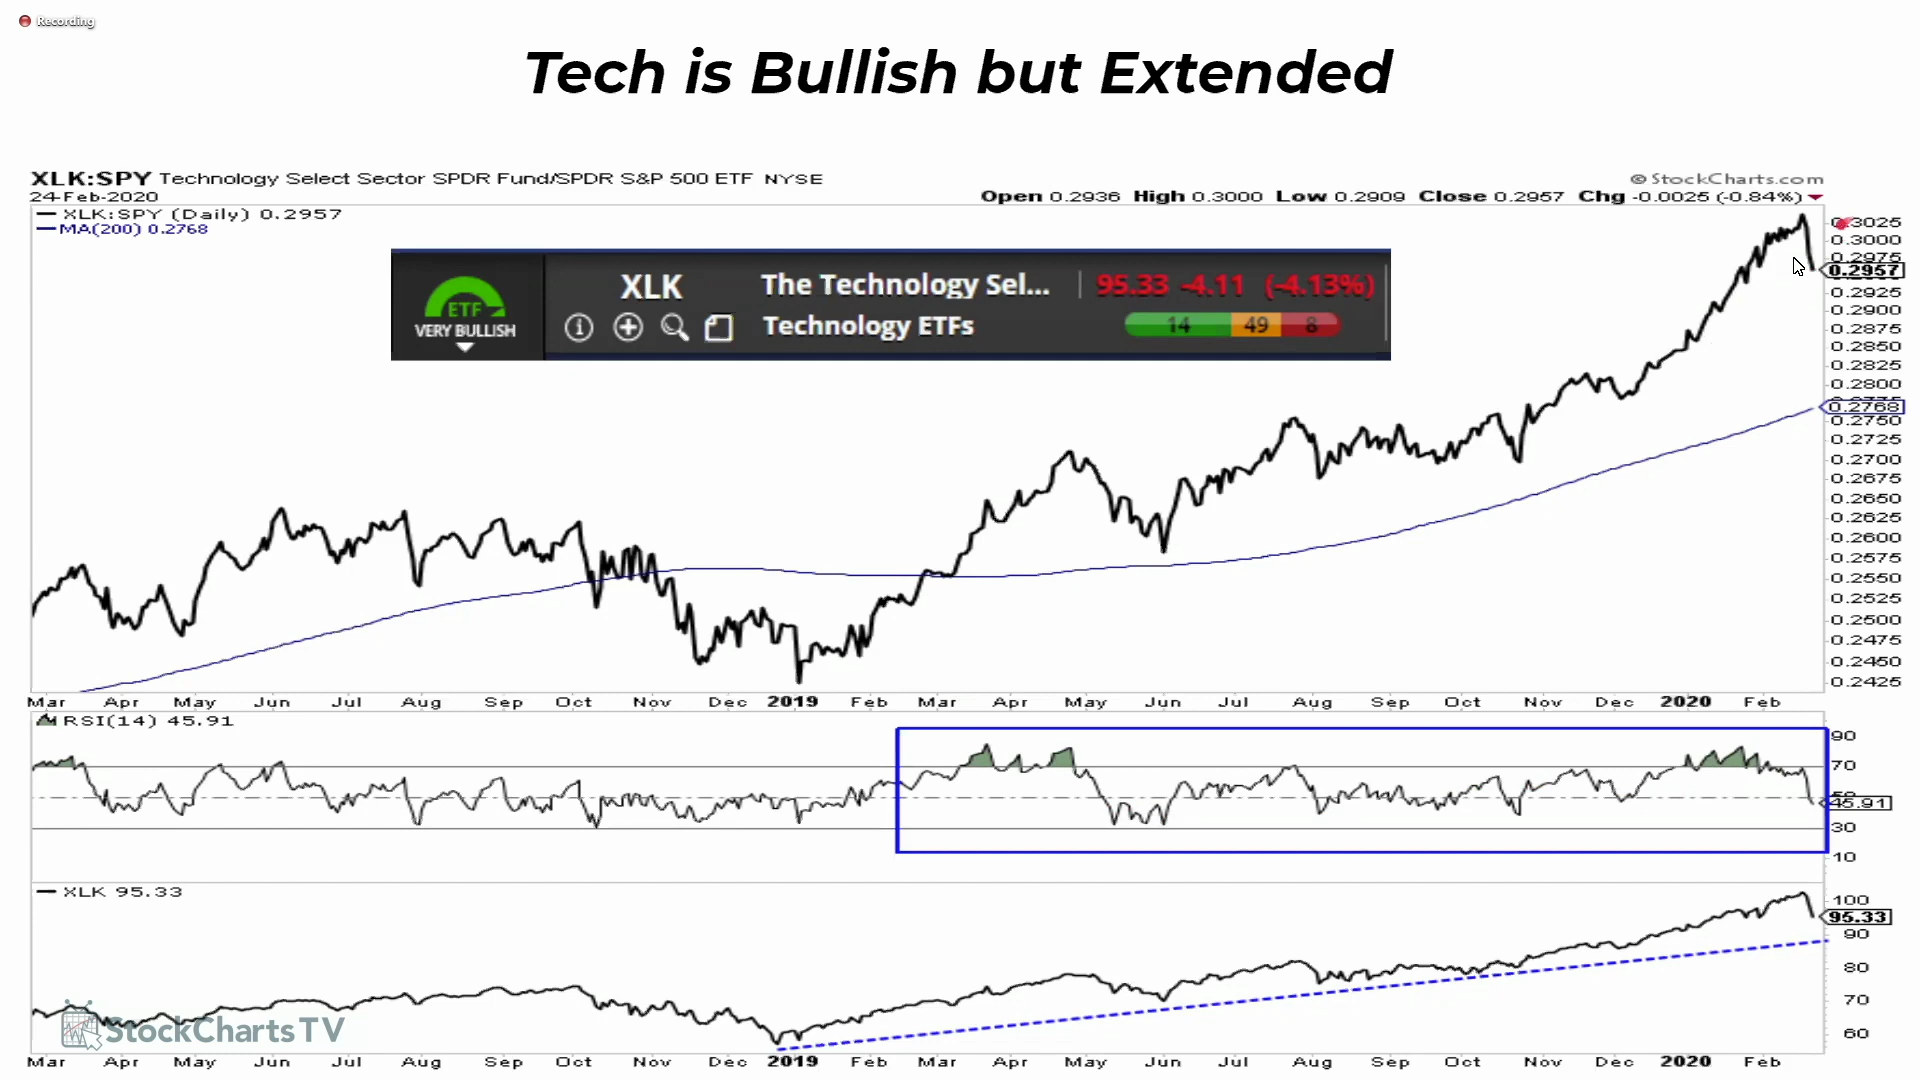 Recording
Tech is Bullish but Extended
XLK:SPY Technology Select Sector SPDR Fund/SPDR S&P 500 ETF NYSE
© StockCharts.com
24-Feb-2020
Open 0.2936 High 0.3000 Low 0.2909 Close 0.2957 Chg -0.0025 (-0.84%)
XLK:SPY (Daily) 0.2957
MA(200) 0.2768
ETF
VERY BULLISH
XLK
The Technology Sel...
95.33 -4.11 (-4.13%)
Technology ETFs
14 49 8
0.3025
0.3000
0.2975
0.2957
0.2925
0.2900
0.2875
0.2850
0.2825
0.2800
0.2768
0.2750
0.2725
0.2700
0.2675
0.2650
0.2625
0.2600
0.2575
0.2550
0.2525
0.2500
0.2475
0.2450
0.2425
Mar Apr May Jun Jul Aug Sep Oct Nov Dec 2019 Feb Mar Apr May Jun Jul Aug Sep Oct Nov Dec 2020 Feb
RSI(14) 45.91
90
70
45.91
30
10
XLK 95.33
100
95.33
90
80
70
60
StockCharts TV
Mar Apr May Jun Jul Aug Sep Oct Nov Dec 2019 Feb Mar Apr May Jun Jul Aug Sep Oct Nov Dec 2020 Feb